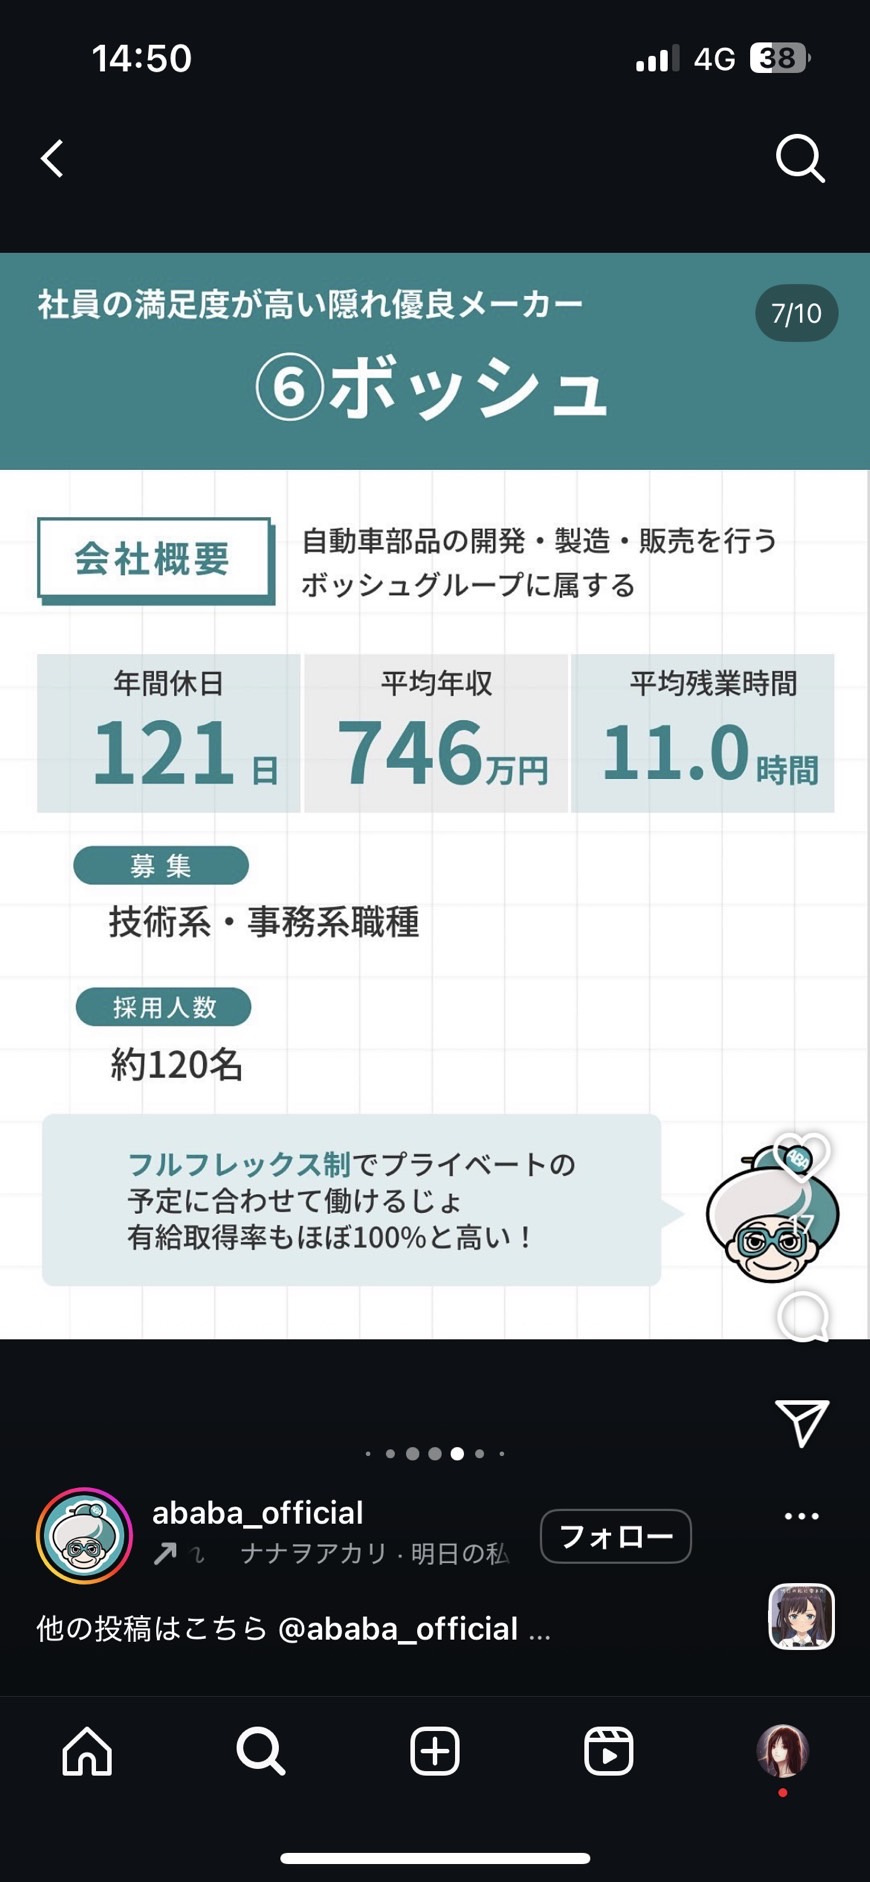 14:50
4G
38
社員の満足度が高い隠れ優良メーカー
7/10
⑥ボッシュ
会社概要
自動車部品の開発・製造・販売を行う
ボッシュグループに属する
年間休日
121日
平均年収
746万円
平均残業時間
11.0時間
募集
技術系・事務系職種
採用人数
約120名
フルフレックス制でプライベートの
予定に合わせて働けるじょ
有給取得率もほぼ100%と高い！
ABA
17
ababa_official
ナナヲアカリ · 明日の私
フォロー
他の投稿はこちら @ababa_official ...